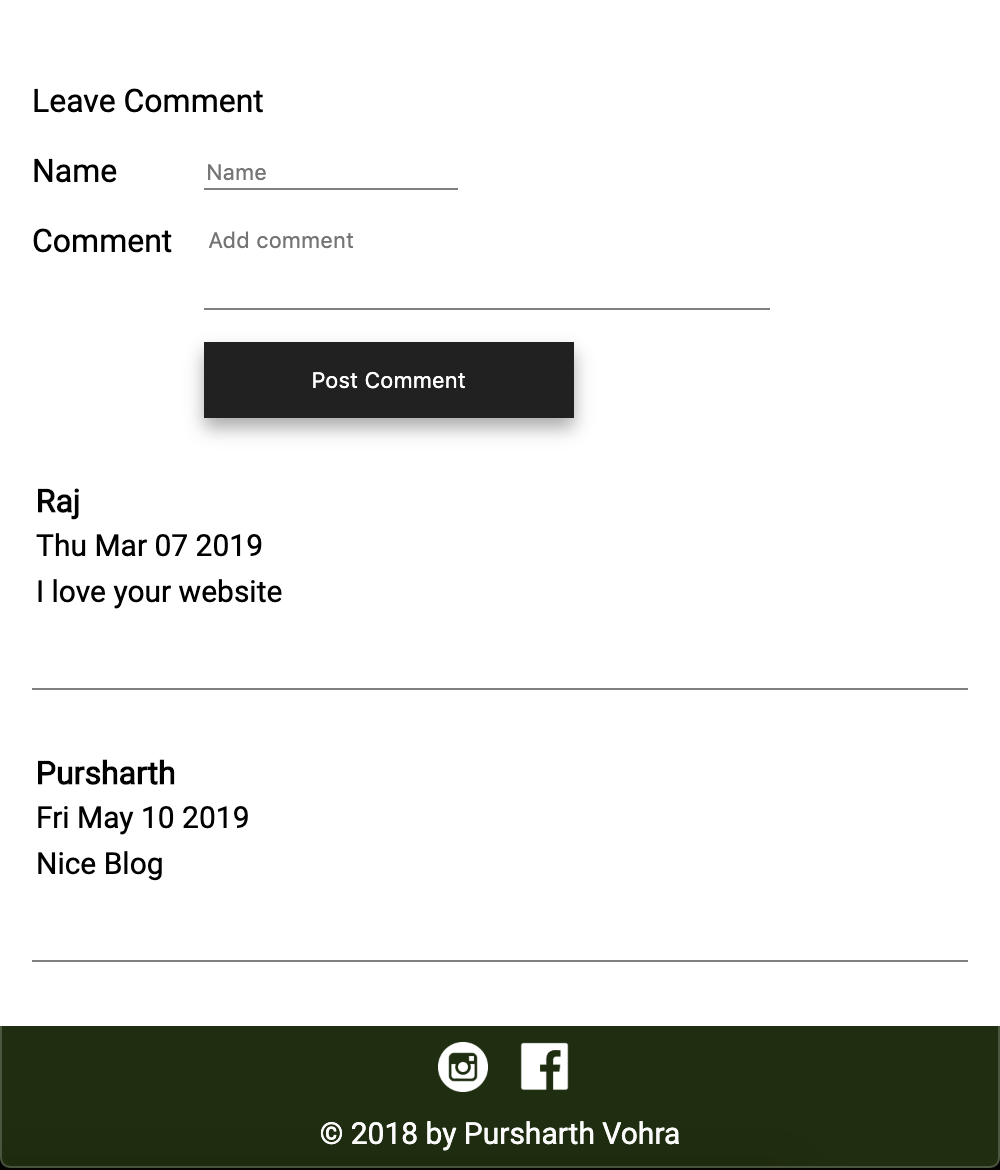 Leave Comment
Name Name
Comment Add comment
Post Comment
Raj
Thu Mar 07 2019
I love your website
Pursharth
Fri May 10 2019
Nice Blog
© 2018 by Pursharth Vohra